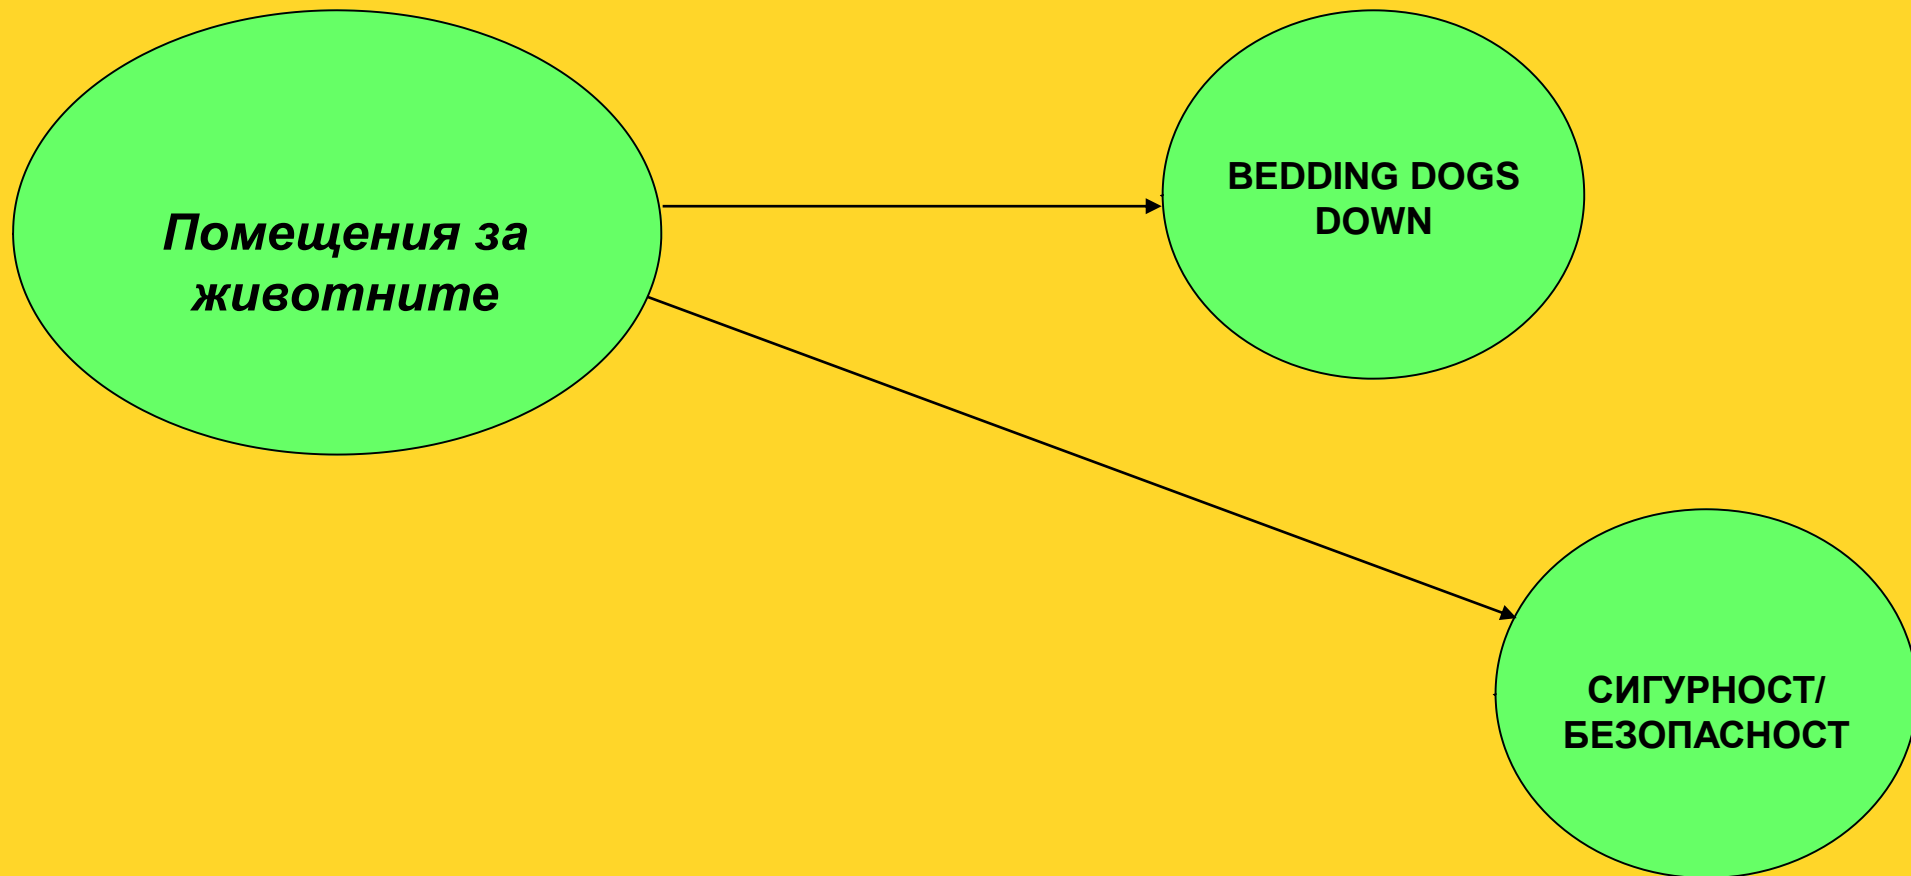 Помещения за
животните
BEDDING DOGS
DOWN
СИГУРНОСТ/
БЕЗОПАСНОСТ